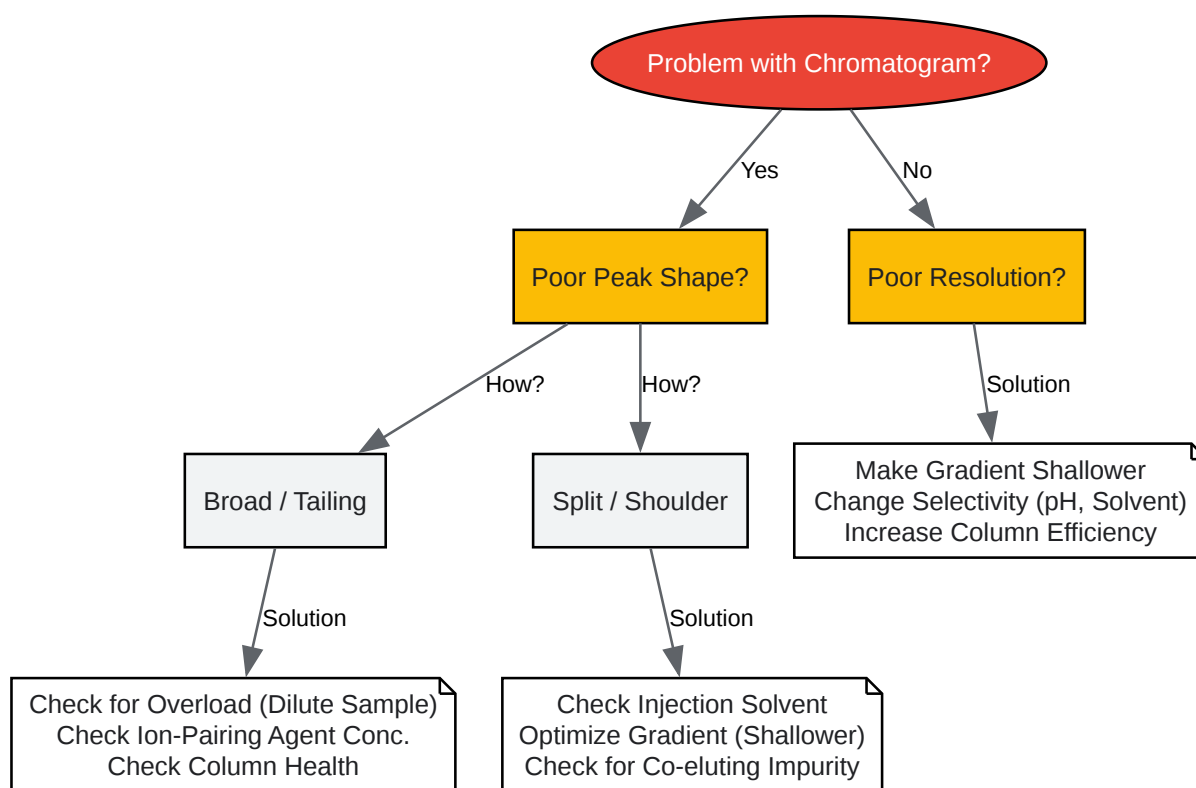 Problem with Chromatogram?
Yes
No
Poor Peak Shape?
Poor Resolution?
How?
How?
Solution
Broad / Tailing
Split / Shoulder
Make Gradient Shallower
Change Selectivity (pH, Solvent)
Increase Column Efficiency
Solution
Solution
Check for Overload (Dilute Sample)
Check Ion-Pairing Agent Conc.
Check Column Health
Check Injection Solvent
Optimize Gradient (Shallower)
Check for Co-eluting Impurity